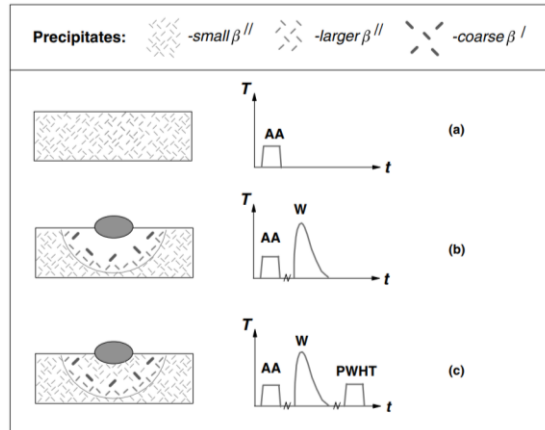 Precipitates: -small β// -larger β// -coarse β/
T
AA
t
(a)
T
W
AA
t
(b)
T
W
AA
PWHT
t
(c)